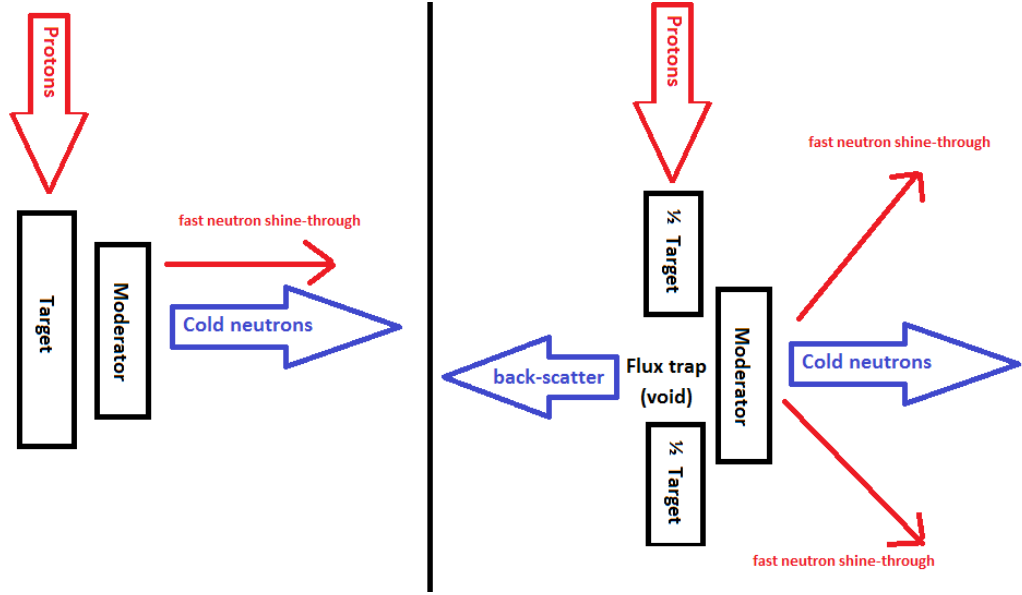 Protons
fast neutron shine-through
Target
Moderator
Cold neutrons
Protons
fast neutron shine-through
½ Target
Moderator
Cold neutrons
back-scatter
Flux trap
(void)
½ Target
fast neutron shine-through